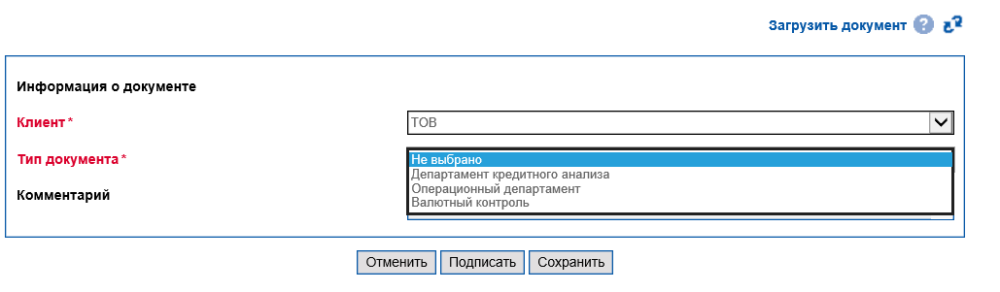 Загрузить документ ?
Информация о документе
Клиент * ТОВ
Тип документа * Не выбрано
Департамент кредитного анализа
Операционный департамент
Валютный контроль
Комментарий
Отменить Подписать Сохранить